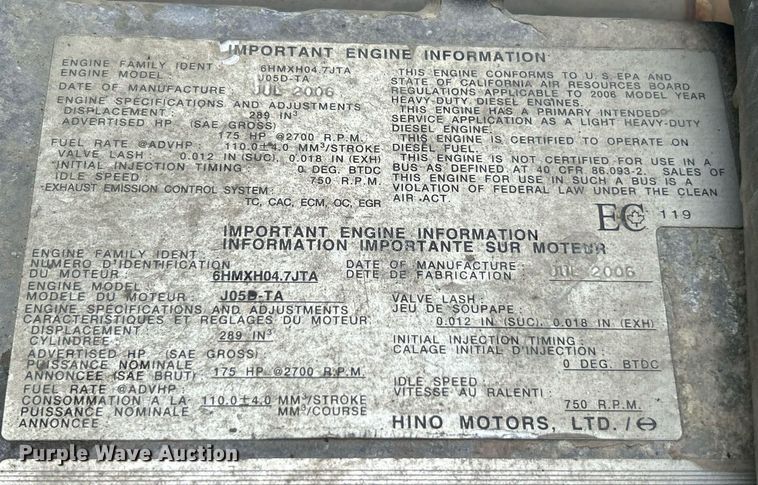 IMPORTANT ENGINE INFORMATION
ENGINE FAMILY IDENT : 6HMXH04.7JTA
ENGINE MODEL : J05D-TA
DATE OF MANUFACTURE : JUL 2006
ENGINE SPECIFICATIONS AND ADJUSTMENTS
DISPLACEMENT : 289 IN³
ADVERTISED HP (SAE GROSS)
175 HP @2700 R.P.M.
FUEL RATE @ADVHP : 110.0±4.0 MM³/STROKE
VALVE LASH : 0.012 IN (SUC), 0.018 IN (EXH)
INITIAL INJECTION TIMING : 0 DEG. BTDC
IDLE SPEED : 750 R.P.M.
EXHAUST EMISSION CONTROL SYSTEM :
TC, CAC, ECM, OC, EGR
THIS ENGINE CONFORMS TO U.S. EPA AND
STATE OF CALIFORNIA AIR RESOURCES BOARD
REGULATIONS APPLICABLE TO 2006 MODEL YEAR
HEAVY-DUTY DIESEL ENGINES.
THIS ENGINE HAS A PRIMARY INTENDED
SERVICE APPLICATION AS A LIGHT HEAVY-DUTY
DIESEL ENGINE.
THIS ENGINE IS CERTIFIED TO OPERATE ON
DIESEL FUEL.
THIS ENGINE IS NOT CERTIFIED FOR USE IN A
BUS AS DEFINED AT 40 CFR 86.093-2. SALES OF
THIS ENGINE FOR USE IN SUCH A BUS IS A
VIOLATION OF FEDERAL LAW UNDER THE CLEAN
AIR ACT.
EC 119
IMPORTANT ENGINE INFORMATION
INFORMATION IMPORTANTE SUR MOTEUR
ENGINE FAMILY IDENT :
NUMERO D'IDENTIFICATION
DU MOTEUR : 6HMXH04.7JTA
ENGINE MODEL :
MODELE DU MOTEUR : J05D-TA
ENGINE SPECIFICATIONS AND ADJUSTMENTS
CARACTERISTIQUES ET REGLAGES DU MOTEUR
DISPLACEMENT :
CYLINDREE : 289 IN³
ADVERTISED HP (SAE GROSS)
PUISSANCE NOMINALE
ANNONCEE (SAE BRUT) : 175 HP @2700 R.P.M.
FUEL RATE @ADVHP :
CONSOMMATION A LA : 110.0±4.0 MM³/STROKE
PUISSANCE NOMINALE MM³/COURSE
ANNONCEE
DATE OF MANUFACTURE :
DETE DE FABRICATION : JUL 2006
VALVE LASH :
JEU DE SOUPAPE :
0.012 IN (SUC), 0.018 IN (EXH)
INITIAL INJECTION TIMING :
CALAGE INITIAL D'INJECTION :
0 DEG. BTDC
IDLE SPEED :
VITESSE AU RALENTI :
750 R.P.M.
HINO MOTORS, LTD. /
Purple Wave Auction